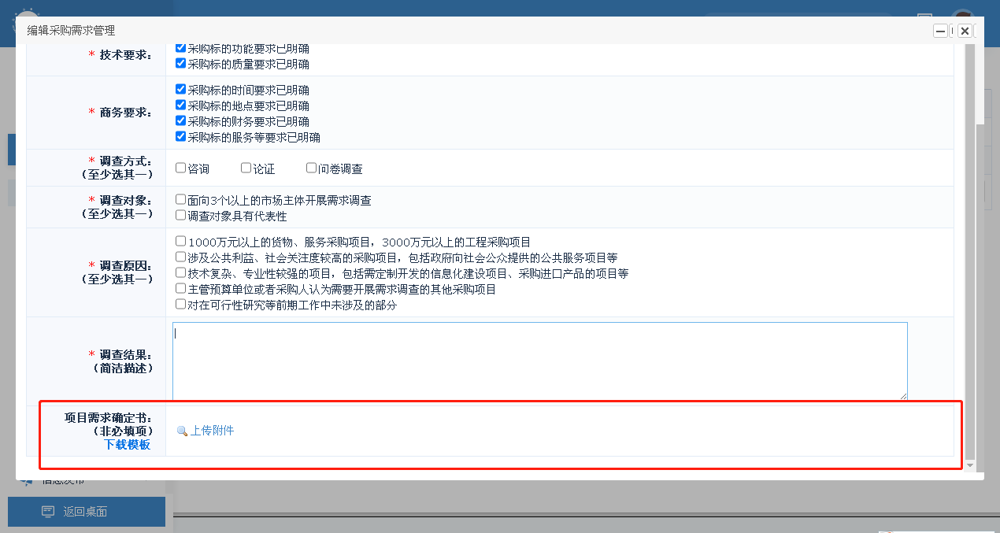 编辑采购需求管理
* 技术要求:
采购标的功能要求已明确
采购标的质量要求已明确
* 商务要求:
采购标的时间要求已明确
采购标的地点要求已明确
采购标的财务要求已明确
采购标的服务等要求已明确
* 调查方式:
(至少选其一)
咨询 论证 问卷调查
* 调查对象:
(至少选其一)
面向3个以上的市场主体开展需求调查
调查对象具有代表性
* 调查原因:
(至少选其一)
1000万元以上的货物、服务采购项目，3000万元以上的工程采购项目
涉及公共利益、社会关注度较高的采购项目，包括政府向社会公众提供的公共服务项目等
技术复杂、专业性较强的项目，包括需定制开发的信息化建设项目、采购进口产品的项目等
主管预算单位或者采购人认为需要开展需求调查的其他采购项目
对在可行性研究等前期工作中未涉及的部分
* 调查结果:
(简洁描述)
项目需求确定书:
(非必填项)
下载模板
上传附件
信息发布
返回桌面